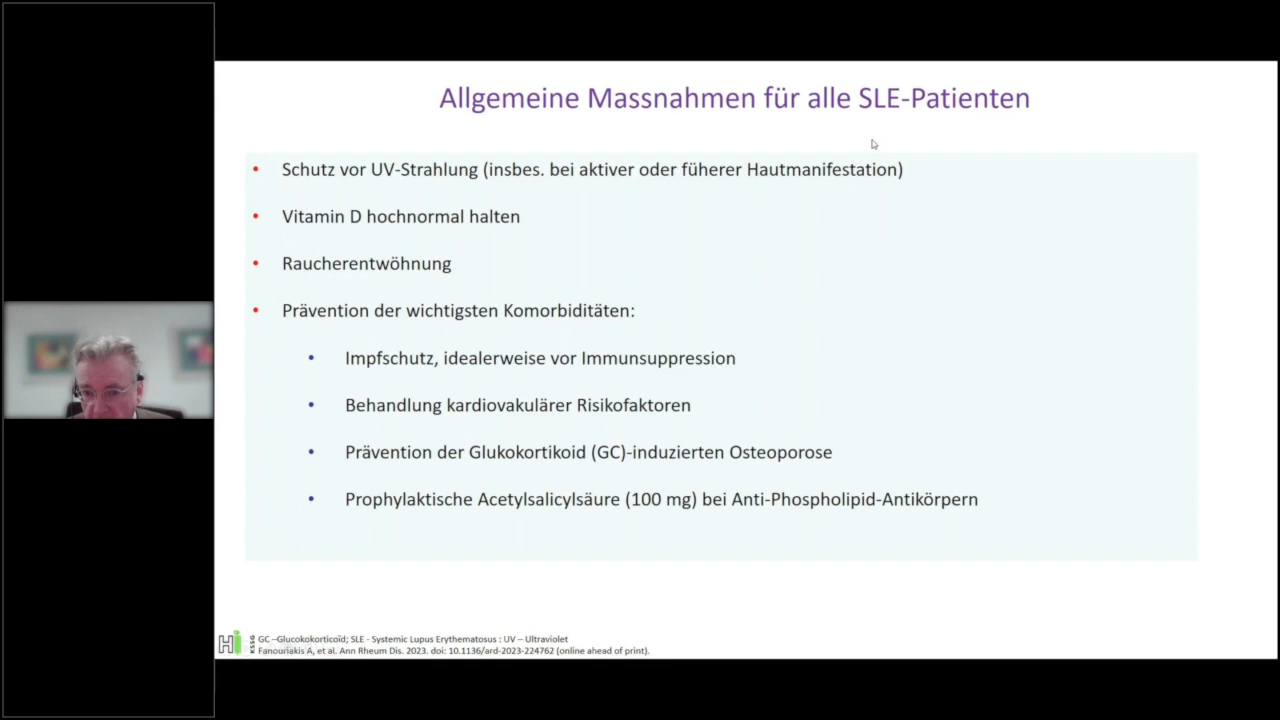 Allgemeine Massnahmen für alle SLE-Patienten
• Schutz vor UV-Strahlung (insbes. bei aktiver oder füherer Hautmanifestation)
• Vitamin D hochnormal halten
• Raucherentwöhnung
• Prävention der wichtigsten Komorbiditäten:
• Impfschutz, idealerweise vor Immunsuppression
• Behandlung kardiovakulärer Risikofaktoren
• Prävention der Glukokortikoid (GC)-induzierten Osteoporose
• Prophylaktische Acetylsalicylsäure (100 mg) bei Anti-Phospholipid-Antikörpern
Hi KSSG
GC –Glucokokorticoïd; SLE - Systemic Lupus Erythematosus : UV – Ultraviolet
Fanouriakis A, et al. Ann Rheum Dis. 2023. doi: 10.1136/ard-2023-224762 (online ahead of print).